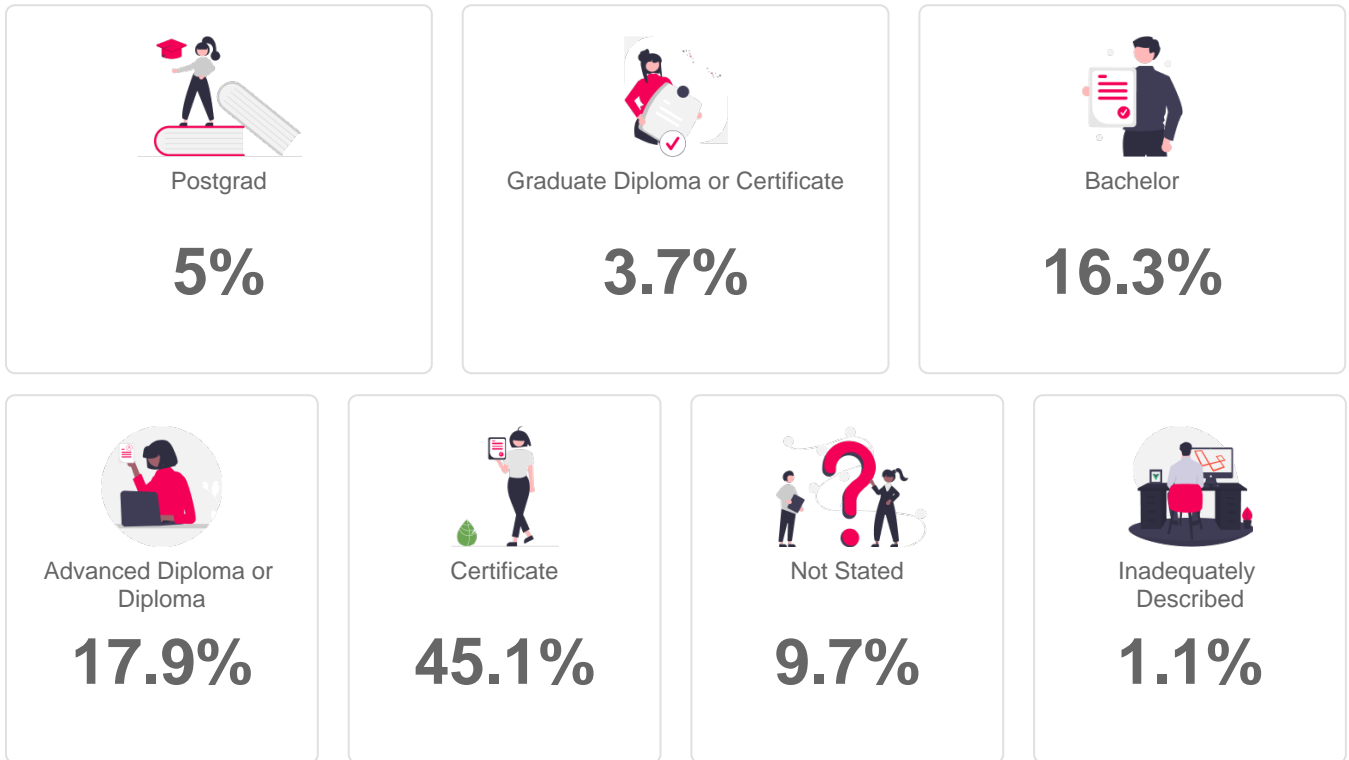 Postgrad
5%
Graduate Diploma or Certificate
3.7%
Bachelor
16.3%
Advanced Diploma or
Diploma
17.9%
Certificate
45.1%
Not Stated
9.7%
Inadequately
Described
1.1%